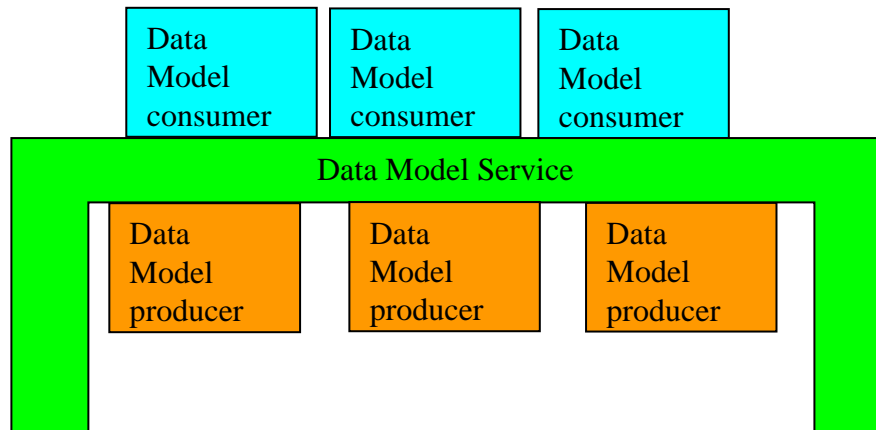 Data
Model
consumer
Data
Model
consumer
Data
Model
consumer
Data Model Service
Data
Model
producer
Data
Model
producer
Data
Model
producer